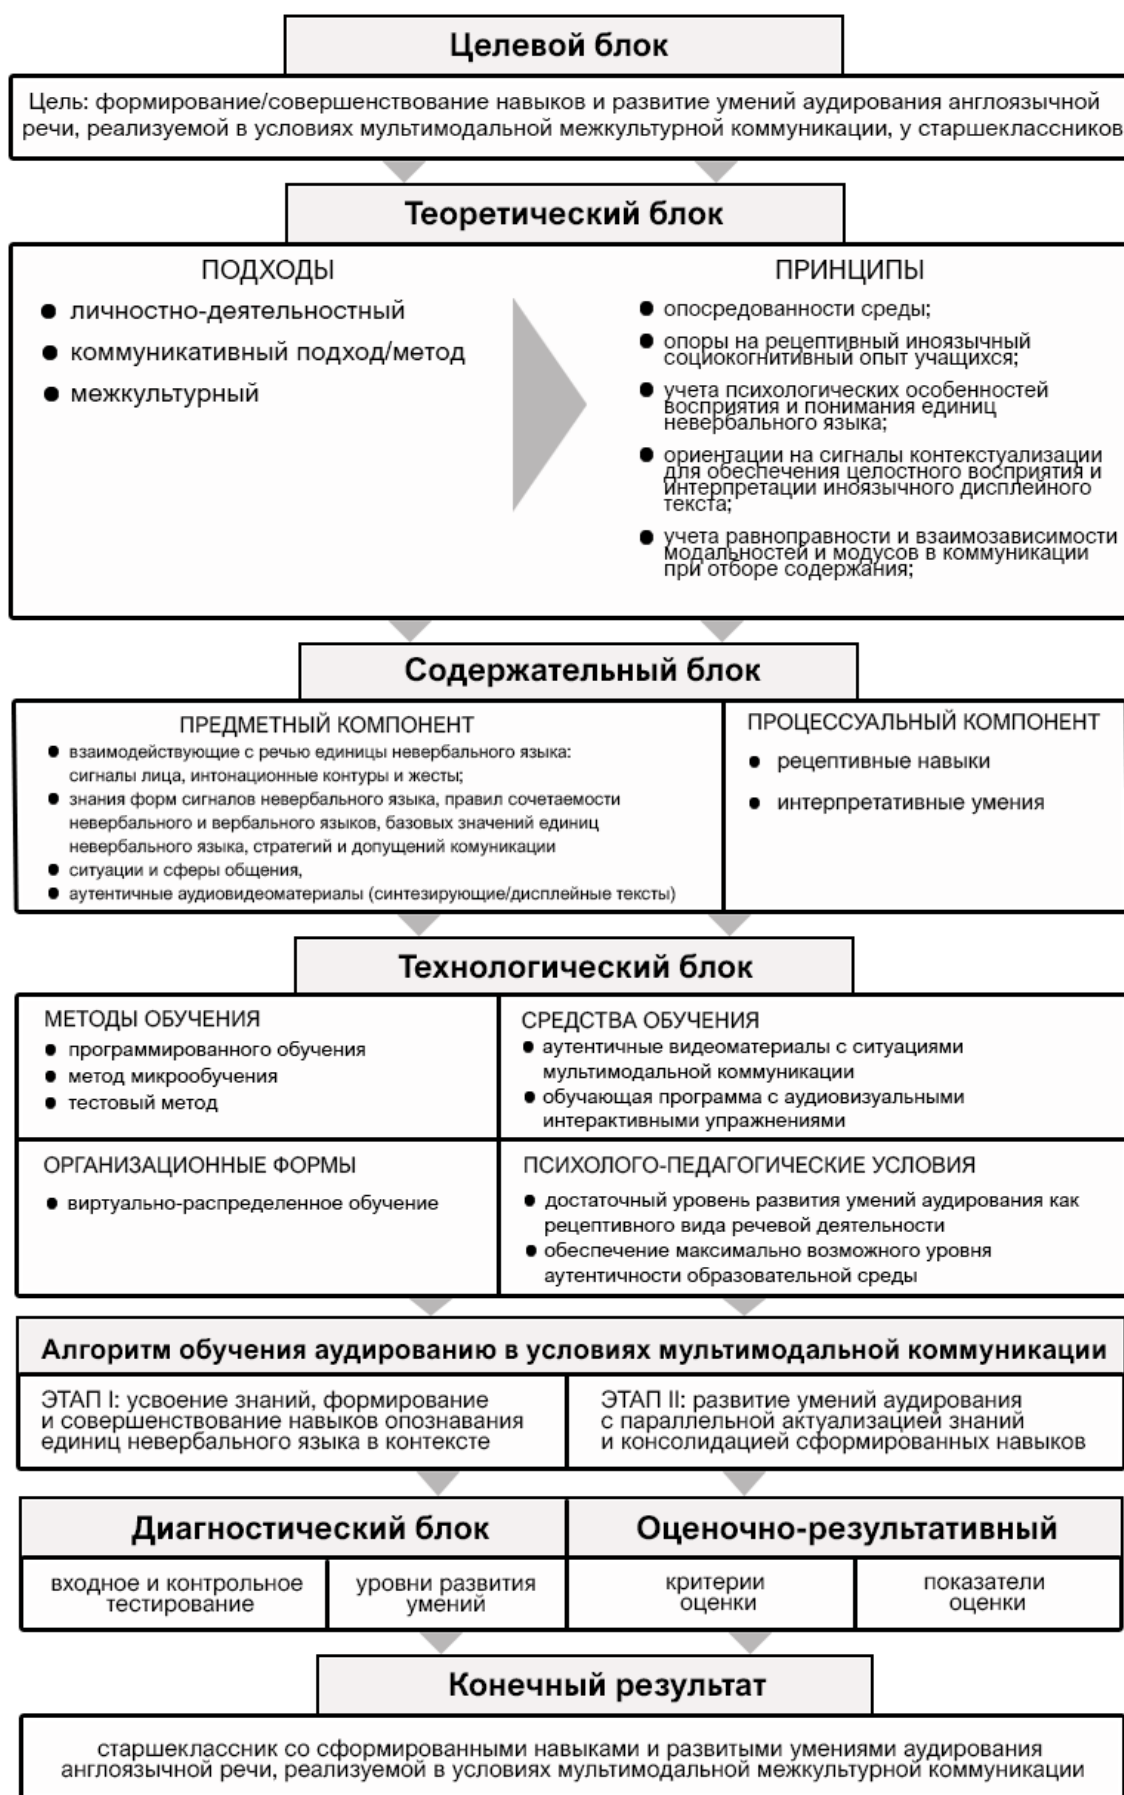 Целевой блок
Цель: формирование/совершенствование навыков и развитие умений аудирования англоязычной
речи, реализуемой в условиях мультимодальной межкультурной коммуникации, у старшеклассников
Теоретический блок
ПОДХОДЫ
● личностно-деятельностный
● коммуникативный подход/метод
● межкультурный
ПРИНЦИПЫ
● опосредованности среды;
● опоры на рецептивный иноязычный
социокогнитивный опыт учащихся;
● учета психологических особенностей
восприятия и понимания единиц
невербального языка;
● ориентации на сигналы контекстуализации
для обеспечения целостного восприятия и
интерпретации иноязычного дисплейного
текста;
● учета равноправности и взаимозависимости
модальностей и модусов в коммуникации
при отборе содержания;
Содержательный блок
ПРЕДМЕТНЫЙ КОМПОНЕНТ
● взаимодействующие с речью единицы невербального языка:
сигналы лица, интонационные контуры и жесты;
● знания форм сигналов невербального языка, правил сочетаемости
невербального и вербального языков, базовых значений единиц
невербального языка, стратегий и допущений комуникации
● ситуации и сферы общения,
● аутентичные аудиовидеоматериалы (синтезирующие/дисплейные тексты)
ПРОЦЕССУАЛЬНЫЙ КОМПОНЕНТ
● рецептивные навыки
● интерпретативные умения
Технологический блок
МЕТОДЫ ОБУЧЕНИЯ
● программированного обучения
● метод микрообучения
● тестовый метод
СРЕДСТВА ОБУЧЕНИЯ
● аутентичные видеоматериалы с ситуациями
мультимодальной коммуникации
● обучающая программа с аудиовизуальными
интерактивными упражнениями
ОРГАНИЗАЦИОННЫЕ ФОРМЫ
● виртуально-распределенное обучение
ПСИХОЛОГО-ПЕДАГОГИЧЕСКИЕ УСЛОВИЯ
● достаточный уровень развития умений аудирования как
рецептивного вида речевой деятельности
● обеспечение максимально возможного уровня
аутентичности образовательной среды
Алгоритм обучения аудированию в условиях мультимодальной коммуникации
ЭТАП I: усвоение знаний, формирование
и совершенствование навыков опознавания
единиц невербального языка в контексте
ЭТАП II: развитие умений аудирования
с параллельной актуализацией знаний
и консолидацией сформированных навыков
Диагностический блок
входное и контрольное
тестирование
уровни развития
умений
Оценочно-результативный
критерии
оценки
показатели
оценки
Конечный результат
старшеклассник со сформированными навыками и развитыми умениями аудирования
англоязычной речи, реализуемой в условиях мультимодальной межкультурной коммуникации